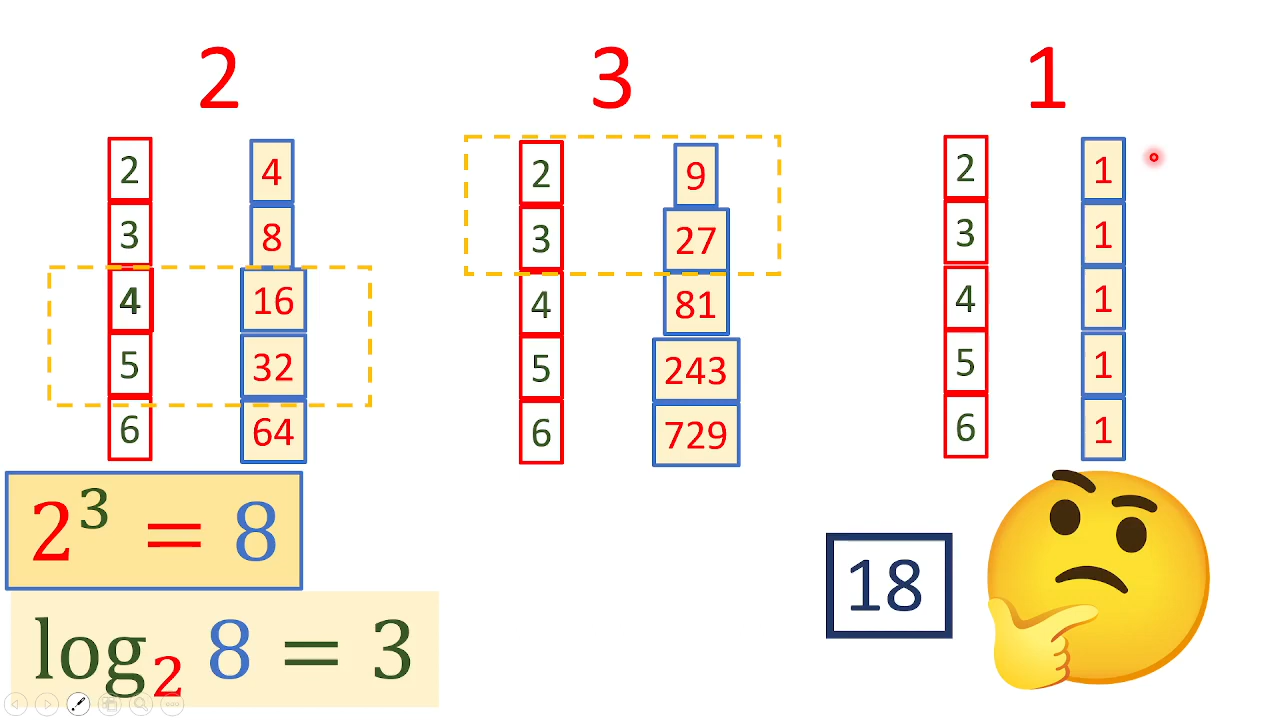 2 3 1
2 4 2 9 2 1
3 8 3 27 3 1
4 16 4 81 4 1
5 32 5 243 5 1
6 64 6 729 6 1
2³ = 8
18
log₂ 8 = 3